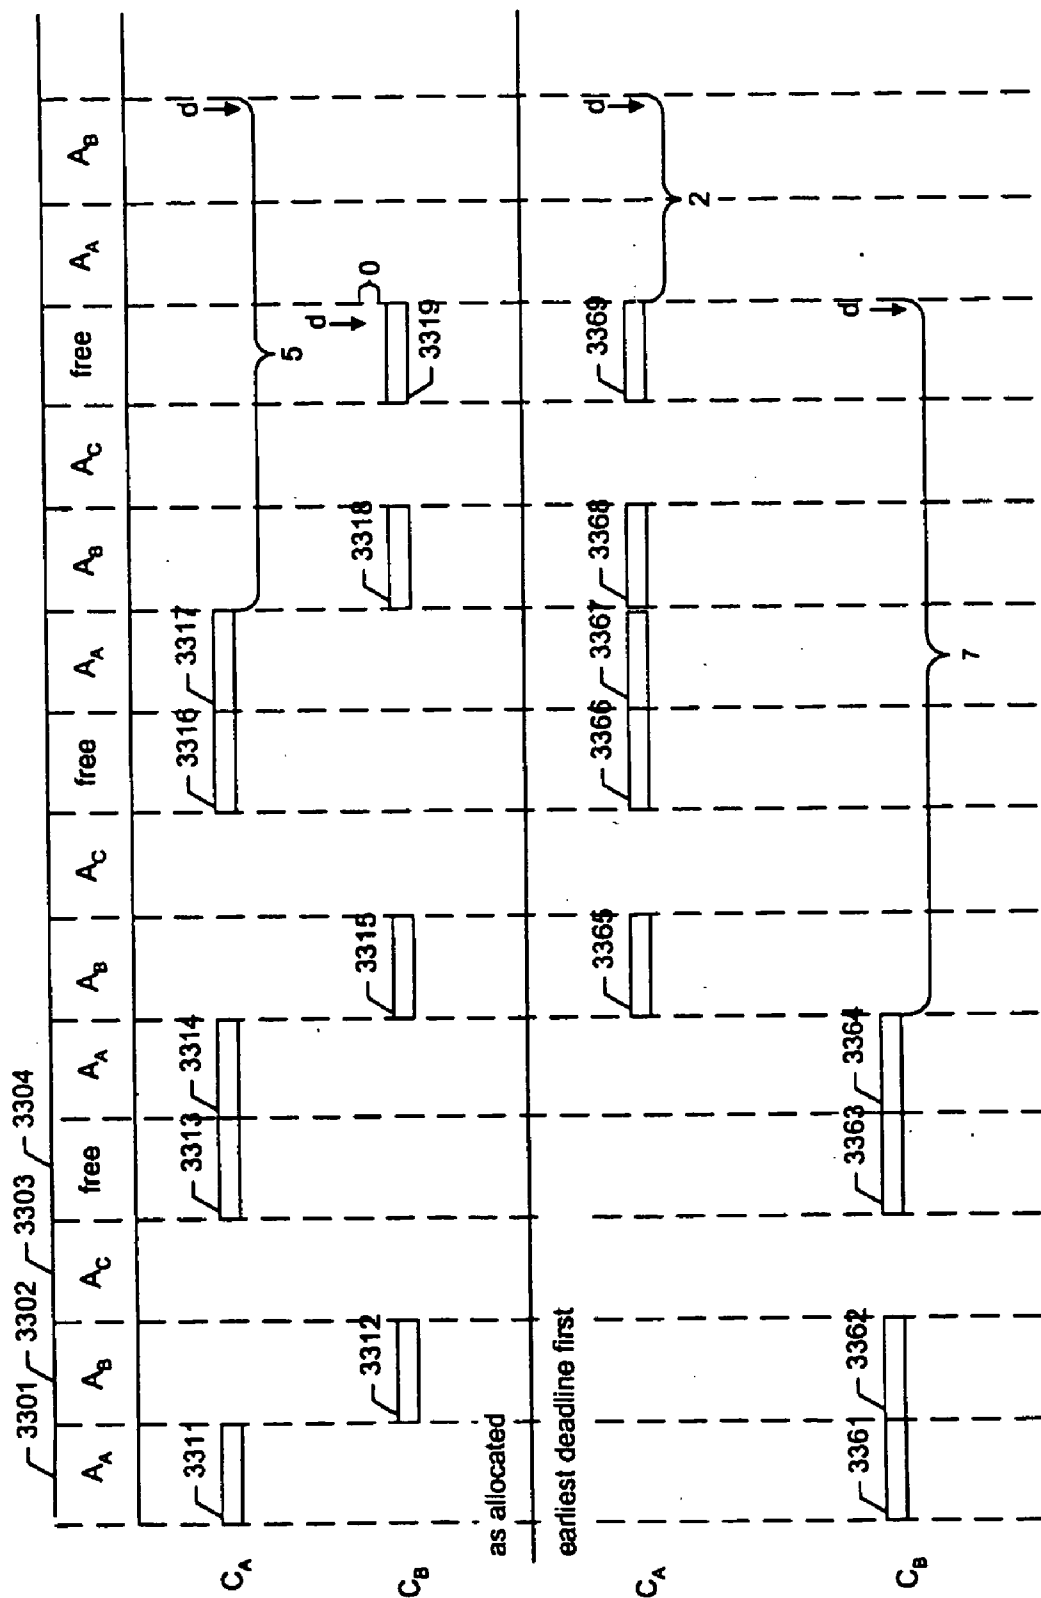 3301 3302 3303 3304
A_A A_B A_C free A_A A_B A_C free A_A A_B A_C free A_A A_B
C_A 3311 3313 3314 3316 3317 d
5
C_B 3312 3315 3318 3319 d 0
as allocated
earliest deadline first
C_A 3365 3366 3367 3368 3369 d
2
C_B 3361 3362 3363 3364 d
7